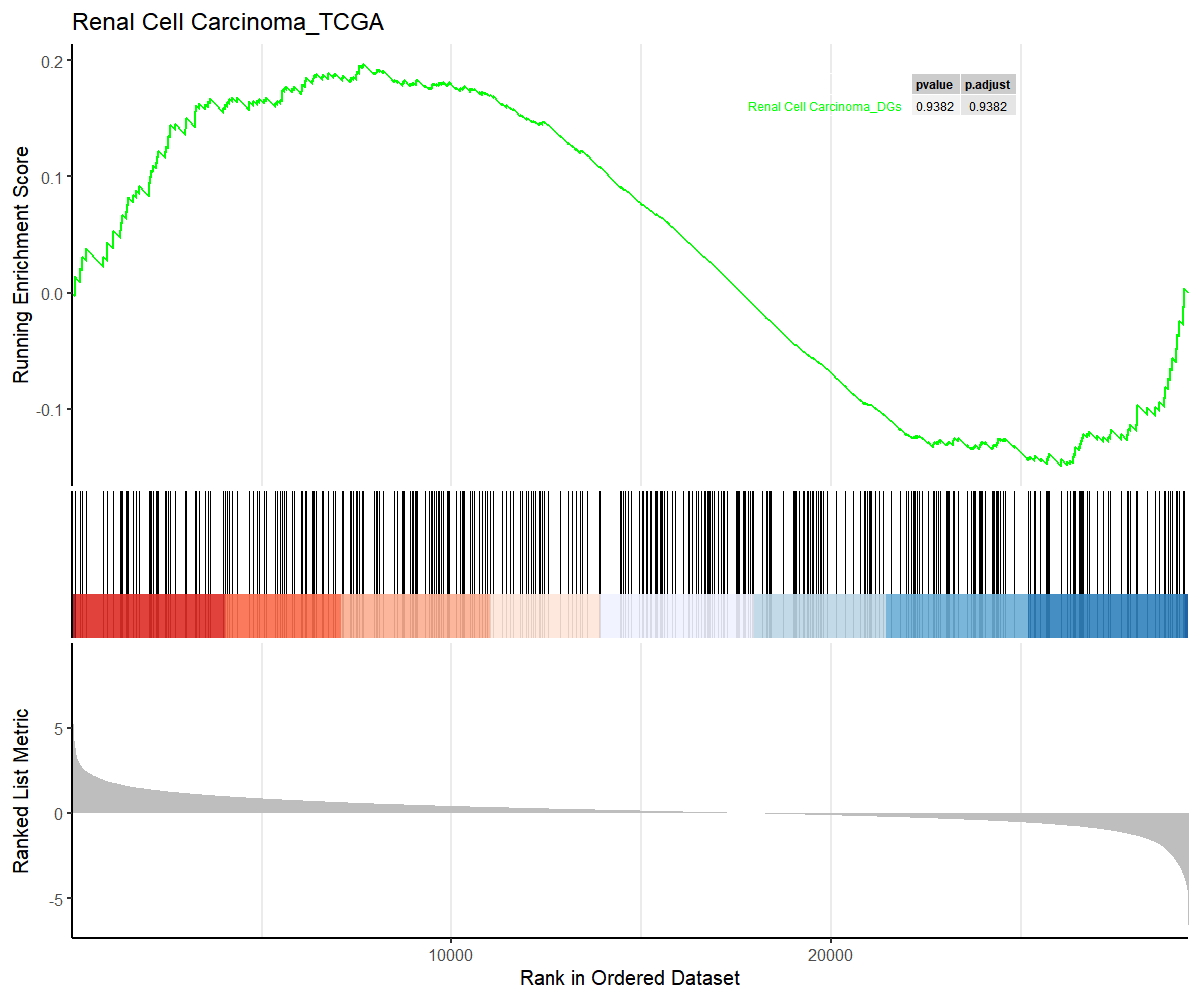 Renal Cell Carcinoma_TCGA
Running Enrichment Score
0.2
0.1
0.0
-0.1
pvalue p.adjust
Renal Cell Carcinoma_DGs 0.9382 0.9382
Ranked List Metric
5
0
-5
10000 20000
Rank in Ordered Dataset